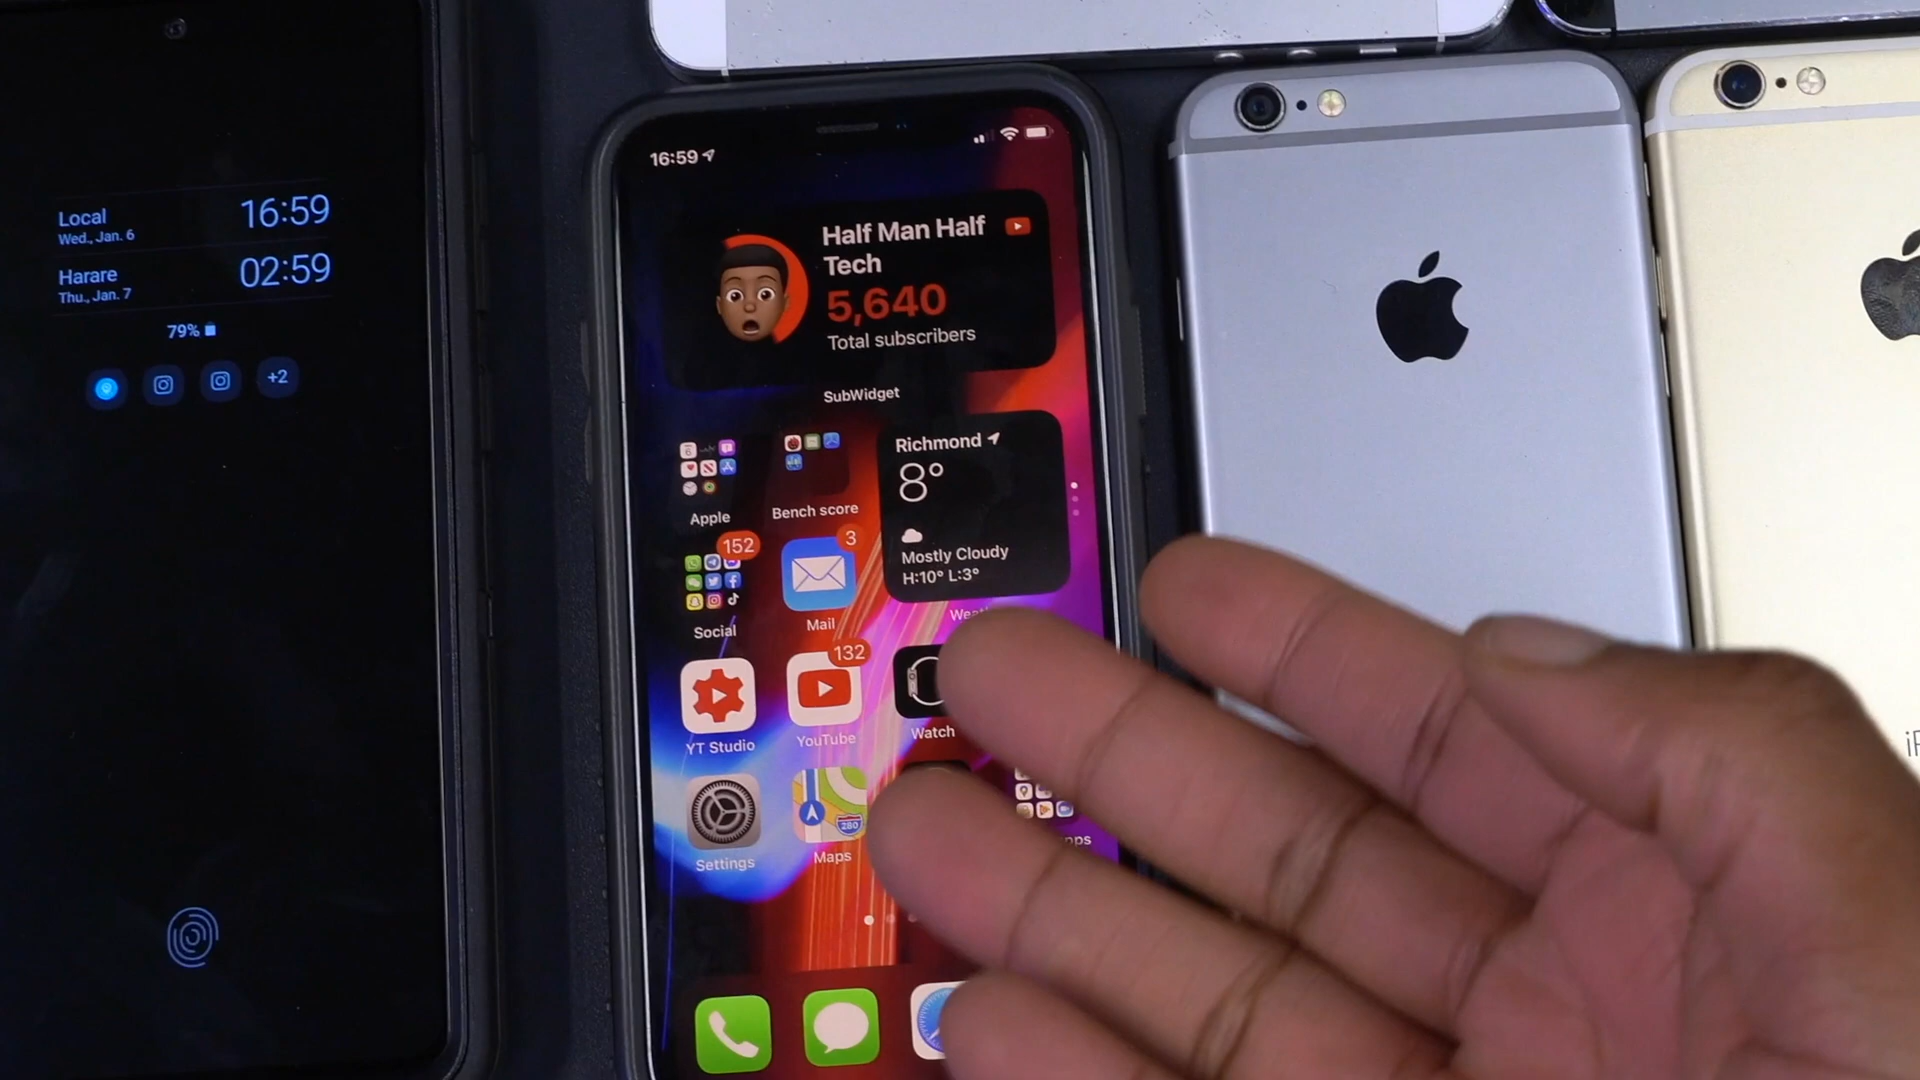 Local 16:59
Wed., Jan. 6
Harare 02:59
Thu., Jan. 7
79%
+2
16:59
Half Man Half
Tech
5,640
Total subscribers
SubWidget
Richmond
8°
Mostly Cloudy
H:10° L:3°
Apple
Bench score
152
3
Social
Mail
132
YT Studio
YouTube
Watch
280
Settings
Maps